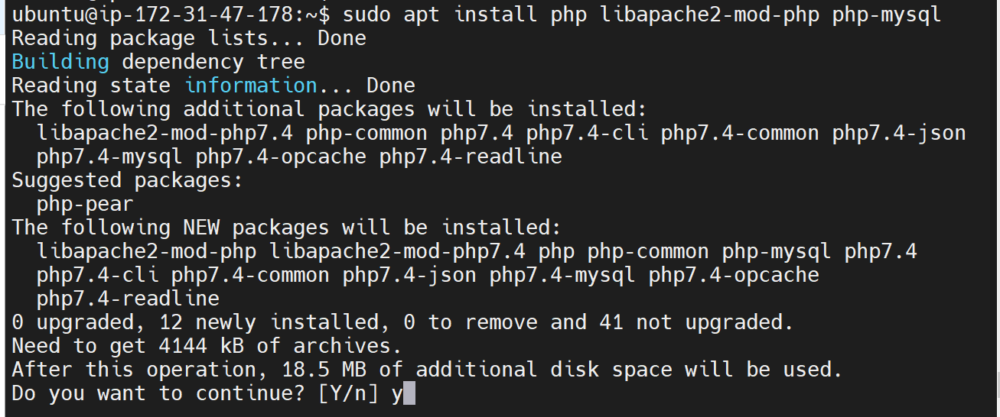 ubuntu@ip-172-31-47-178:~$ sudo apt install php libapache2-mod-php php-mysql
Reading package lists... Done
Building dependency tree
Reading state information... Done
The following additional packages will be installed:
  libapache2-mod-php7.4 php-common php7.4 php7.4-cli php7.4-common php7.4-json
  php7.4-mysql php7.4-opcache php7.4-readline
Suggested packages:
  php-pear
The following NEW packages will be installed:
  libapache2-mod-php libapache2-mod-php7.4 php php-common php-mysql php7.4
  php7.4-cli php7.4-common php7.4-json php7.4-mysql php7.4-opcache
  php7.4-readline
0 upgraded, 12 newly installed, 0 to remove and 41 not upgraded.
Need to get 4144 kB of archives.
After this operation, 18.5 MB of additional disk space will be used.
Do you want to continue? [Y/n] y